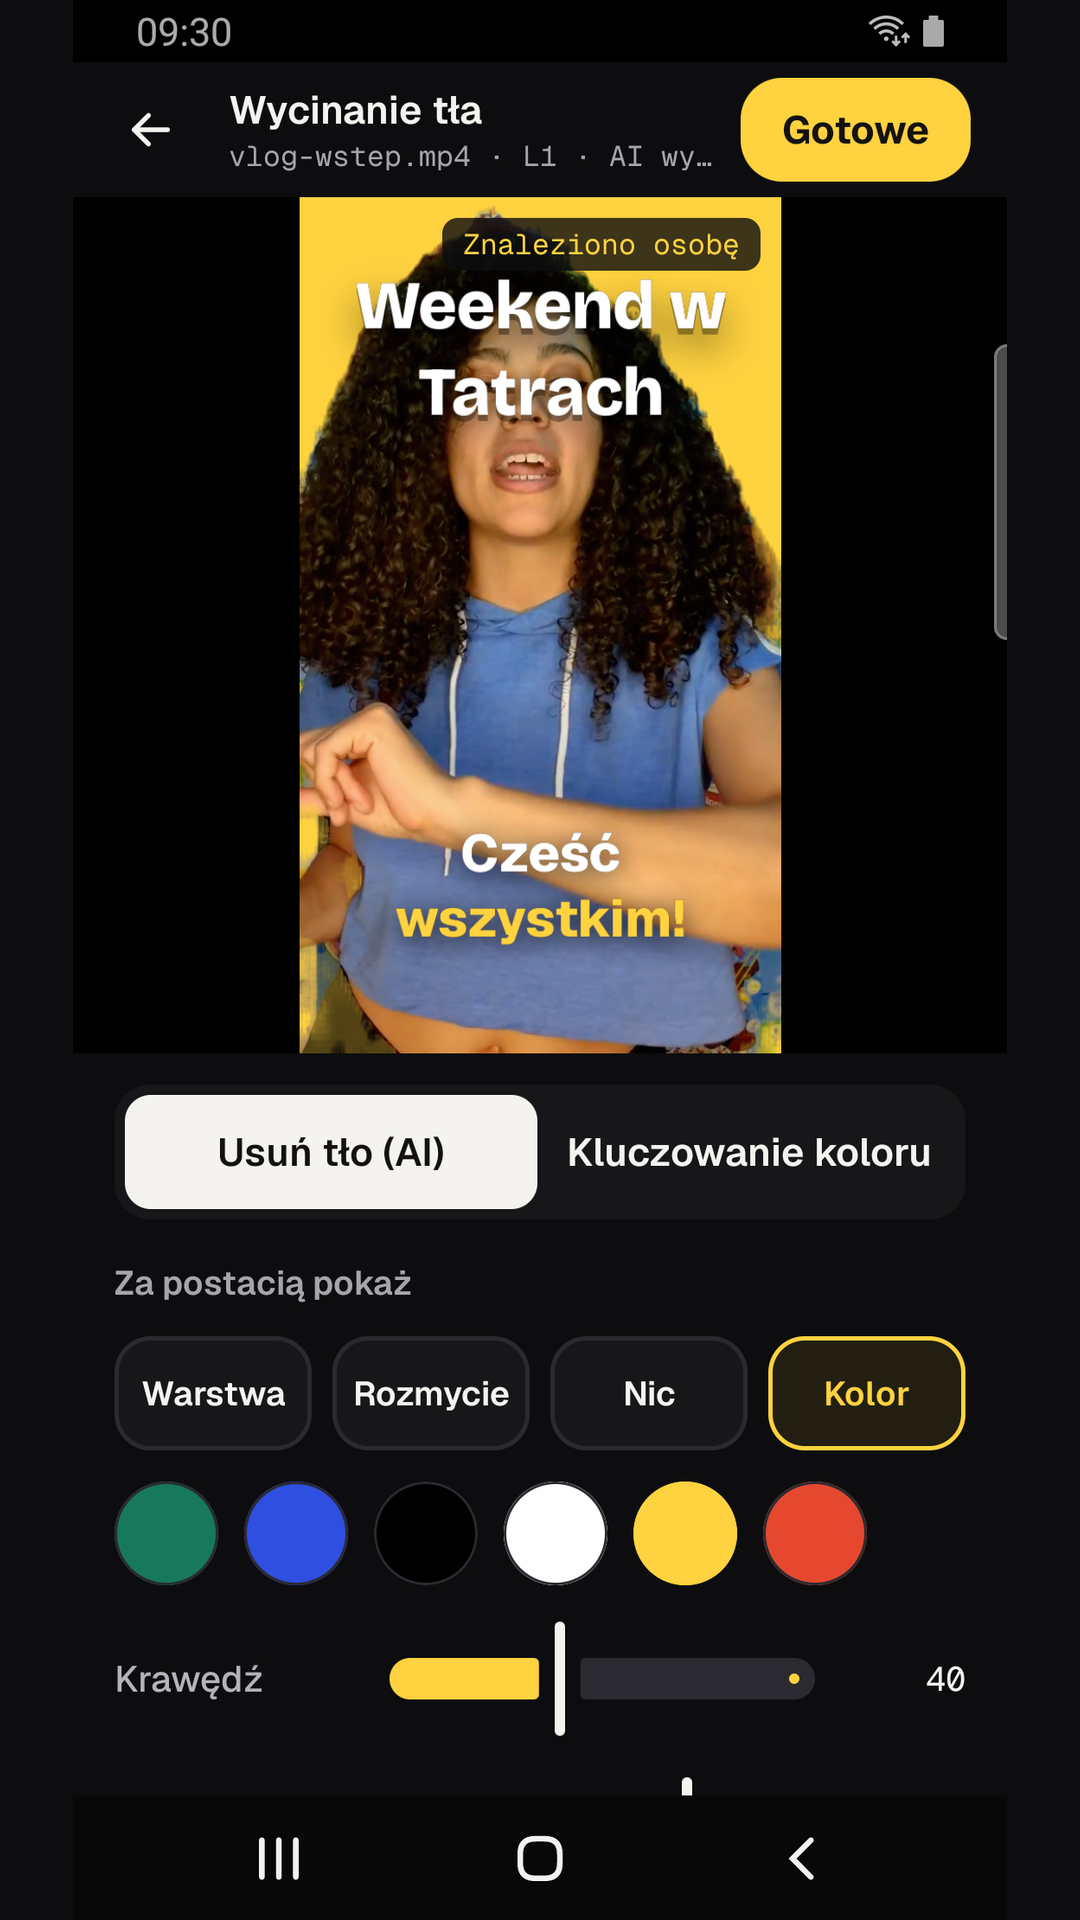 09:30
Wycinanie tła
vlog-wstep.mp4 · L1 · AI wy…
Gotowe
Znaleziono osobę
Weekend w
Tatrach
Cześć
wszystkim!
Usuń tło (AI)
Kluczowanie koloru
Za postacią pokaż
Warstwa
Rozmycie
Nic
Kolor
Krawędź
40